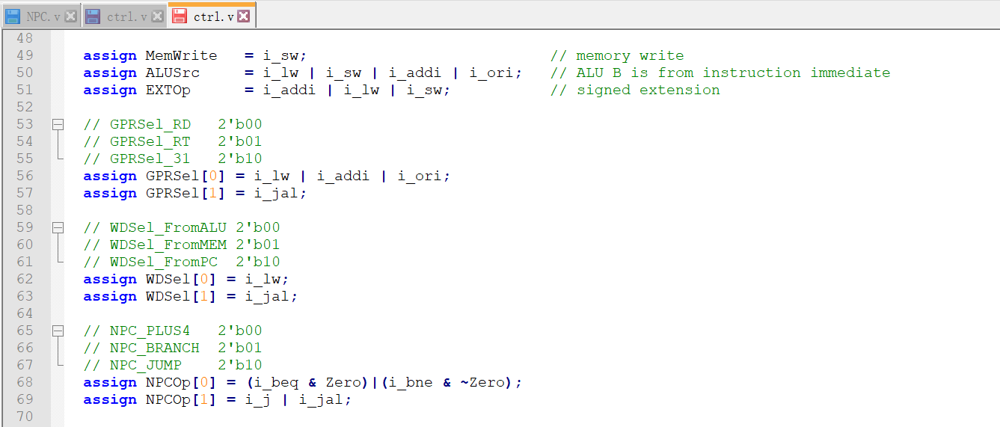 NPC.v ctrl.v ctrl.v
48
49 assign MemWrite = i_sw; // memory write
50 assign ALUSrc = i_lw | i_sw | i_addi | i_ori; // ALU B is from instruction immediate
51 assign EXTOp = i_addi | i_lw | i_sw; // signed extension
52
53 // GPRSel_RD 2'b00
54 // GPRSel_RT 2'b01
55 // GPRSel_31 2'b10
56 assign GPRSel[0] = i_lw | i_addi | i_ori;
57 assign GPRSel[1] = i_jal;
58
59 // WDSel_FromALU 2'b00
60 // WDSel_FromMEM 2'b01
61 // WDSel_FromPC 2'b10
62 assign WDSel[0] = i_lw;
63 assign WDSel[1] = i_jal;
64
65 // NPC_PLUS4 2'b00
66 // NPC_BRANCH 2'b01
67 // NPC_JUMP 2'b10
68 assign NPCOp[0] = (i_beq & Zero)|(i_bne & ~Zero);
69 assign NPCOp[1] = i_j | i_jal;
70